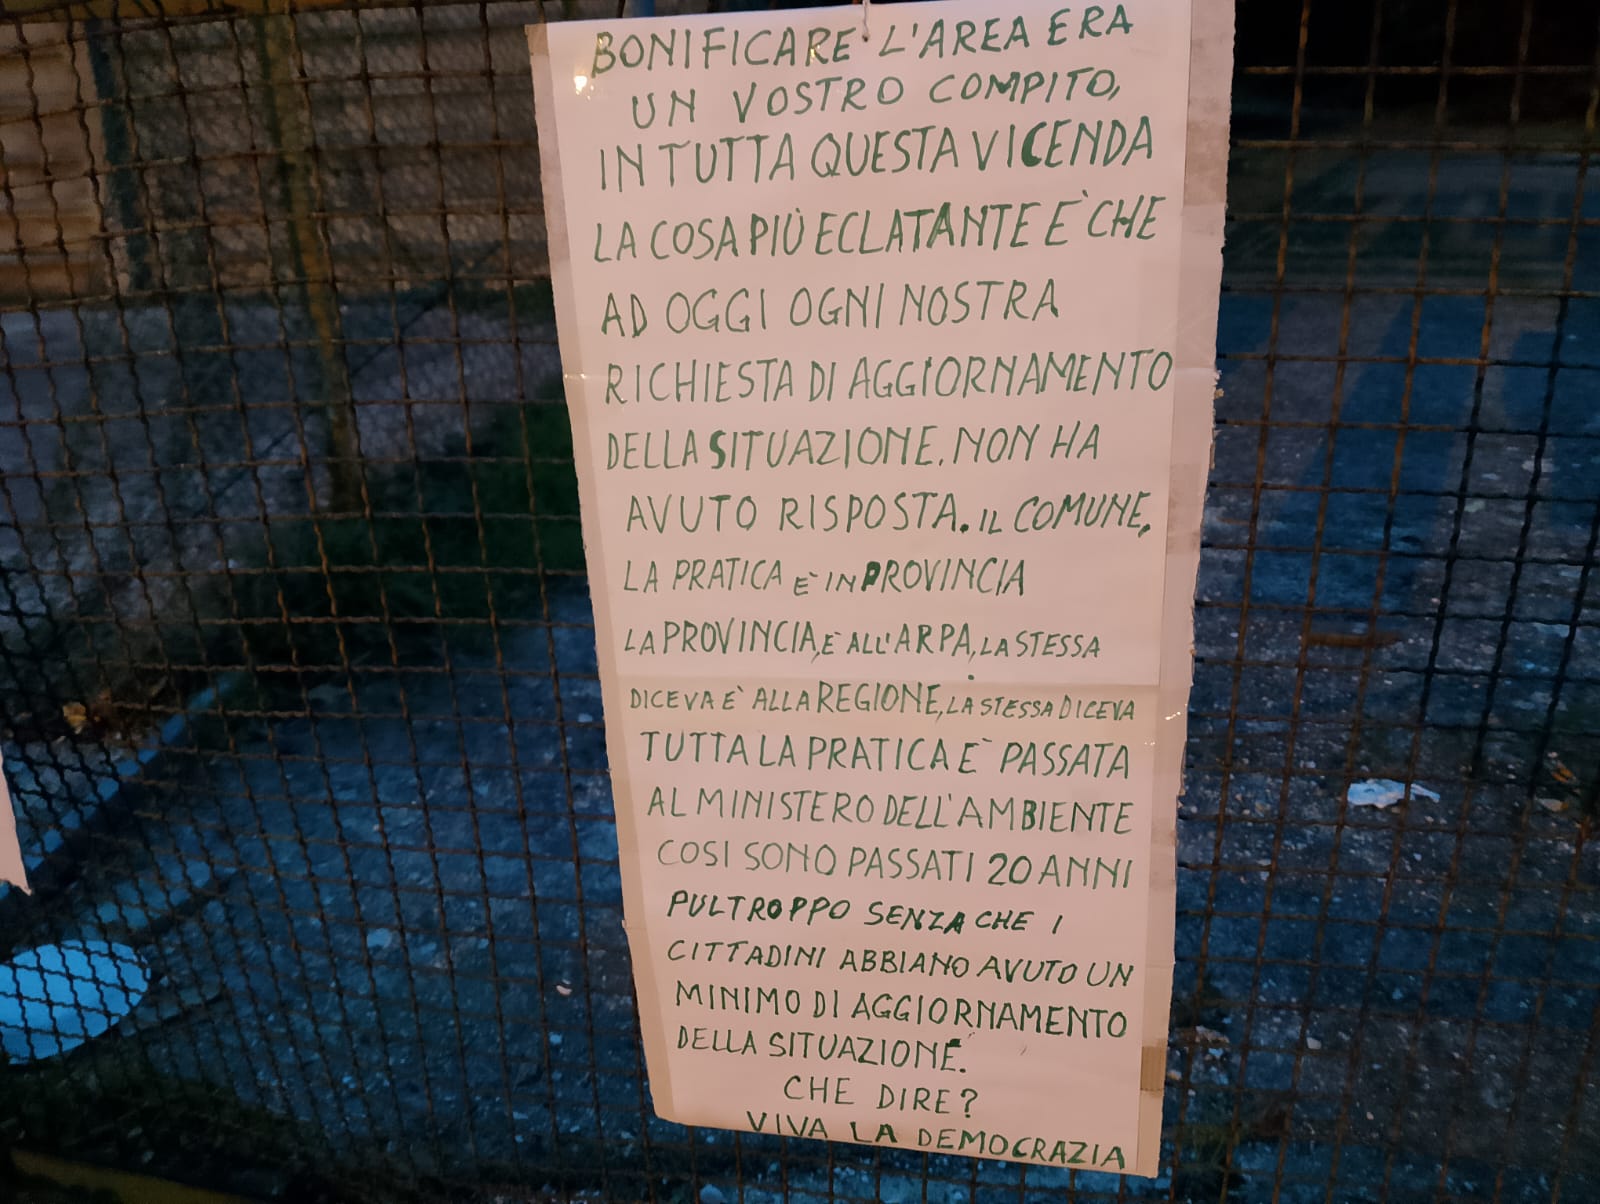 BONIFICARE L'AREA ERA
UN VOSTRO COMPITO,
IN TUTTA QUESTA VICENDA
LA COSA PIÙ ECLATANTE E' CHE
AD OGGI OGNI NOSTRA
RICHIESTA DI AGGIORNAMENTO
DELLA SITUAZIONE. NON HA
AVUTO RISPOSTA. IL COMUNE,
LA PRATICA E' IN PROVINCIA
LA PROVINCIA, E' ALL'ARPA, LA STESSA
DICEVA E' ALLA REGIONE, LA STESSA DICEVA
TUTTA LA PRATICA E' PASSATA
AL MINISTERO DELL'AMBIENTE
COSI SONO PASSATI 20 ANNI
PULTROPPO SENZA CHE I
CITTADINI ABBIANO AVUTO UN
MINIMO DI AGGIORNAMENTO
DELLA SITUAZIONE.
CHE DIRE?
VIVA LA DEMOCRAZIA